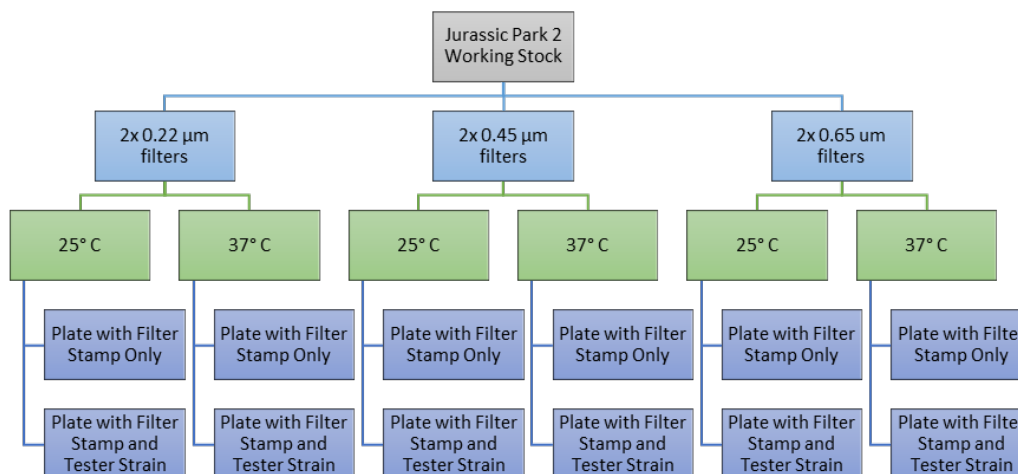 Jurassic Park 2
Working Stock
2x 0.22 µm
filters
2x 0.45 µm
filters
2x 0.65 um
filters
25° C
37° C
25° C
37° C
25° C
37° C
Plate with Filter
Stamp Only
Plate with Filter
Stamp Only
Plate with Filter
Stamp Only
Plate with Filter
Stamp Only
Plate with Filter
Stamp Only
Plate with Filter
Stamp Only
Plate with Filter
Stamp and
Tester Strain
Plate with Filter
Stamp and
Tester Strain
Plate with Filter
Stamp and
Tester Strain
Plate with Filter
Stamp and
Tester Strain
Plate with Filter
Stamp and
Tester Strain
Plate with Filter
Stamp and
Tester Strain